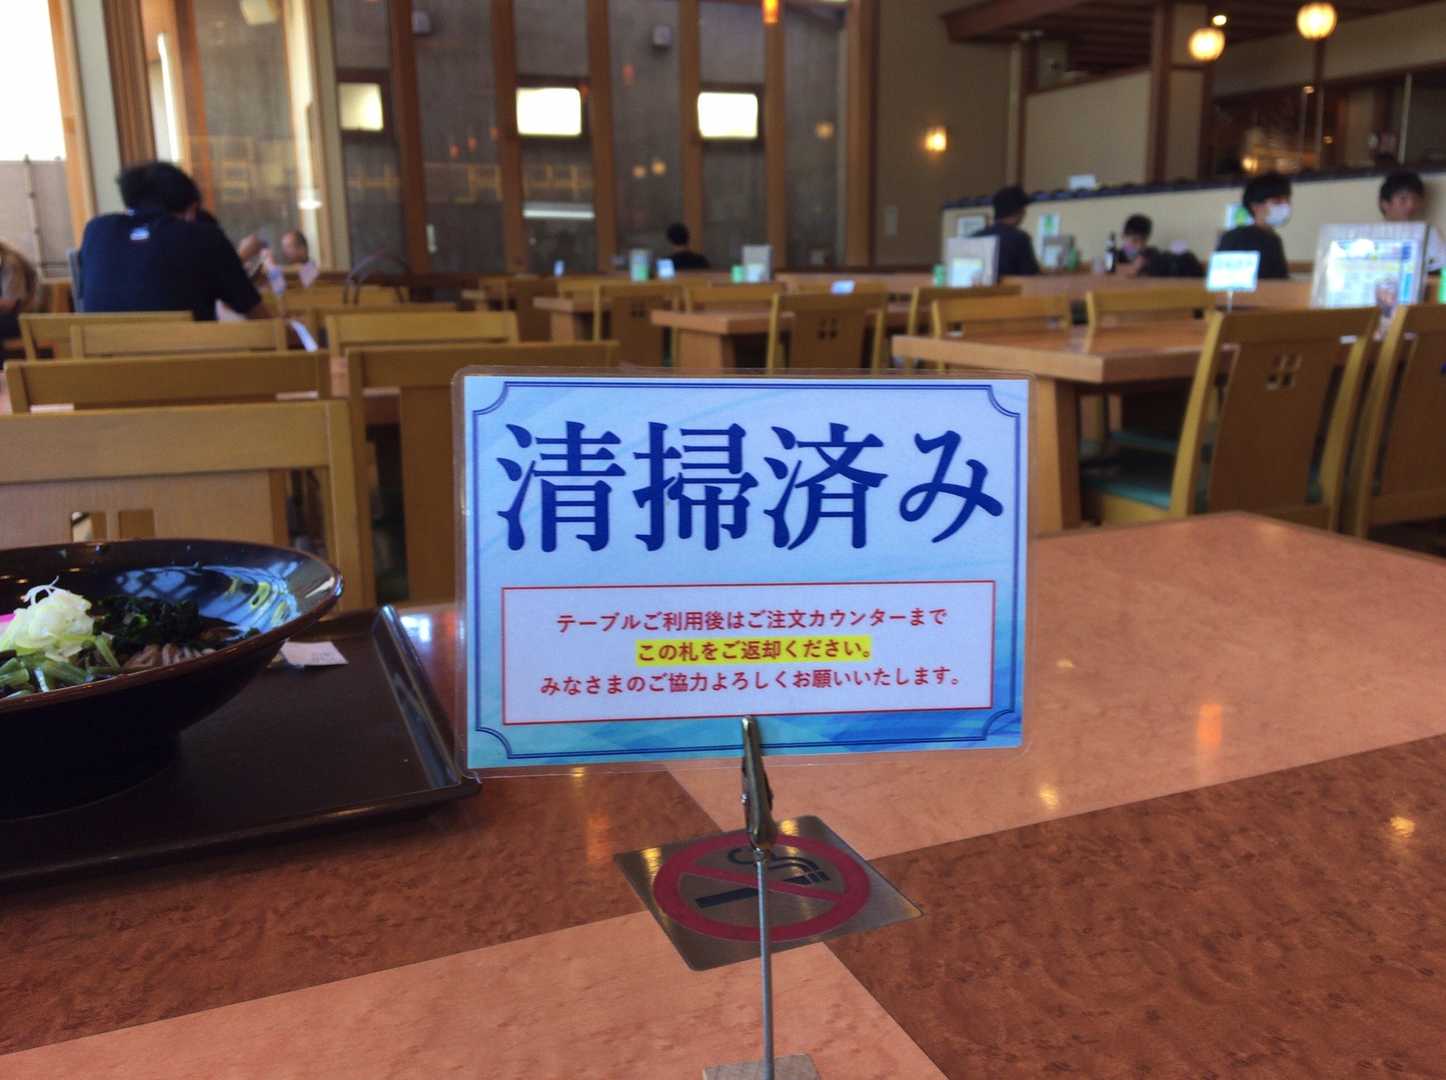 清掃済み
テーブルご利用後はご注文カウンターまで
この札をご返却ください。
みなさまのご協力よろしくお願いいたします。